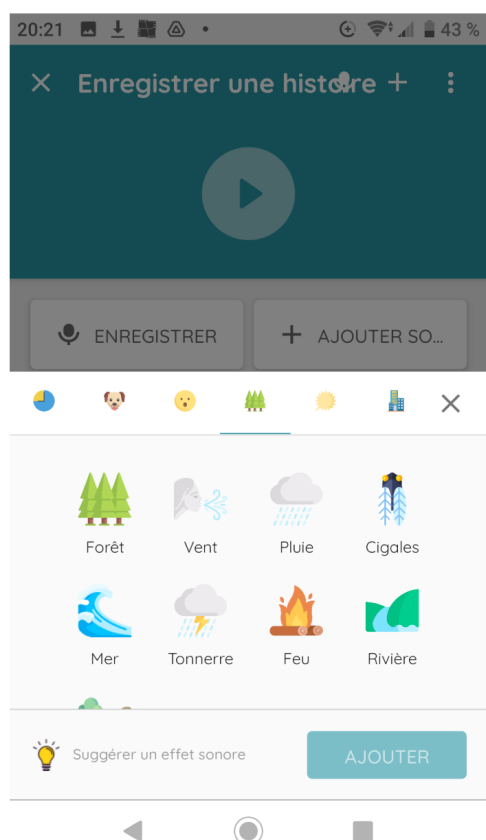 20:21 43 %
Enregistrer une histoire
ENREGISTRER AJOUTER SO...
Forêt Vent Pluie Cigales
Mer Tonnerre Feu Rivière
Suggérer un effet sonore AJOUTER